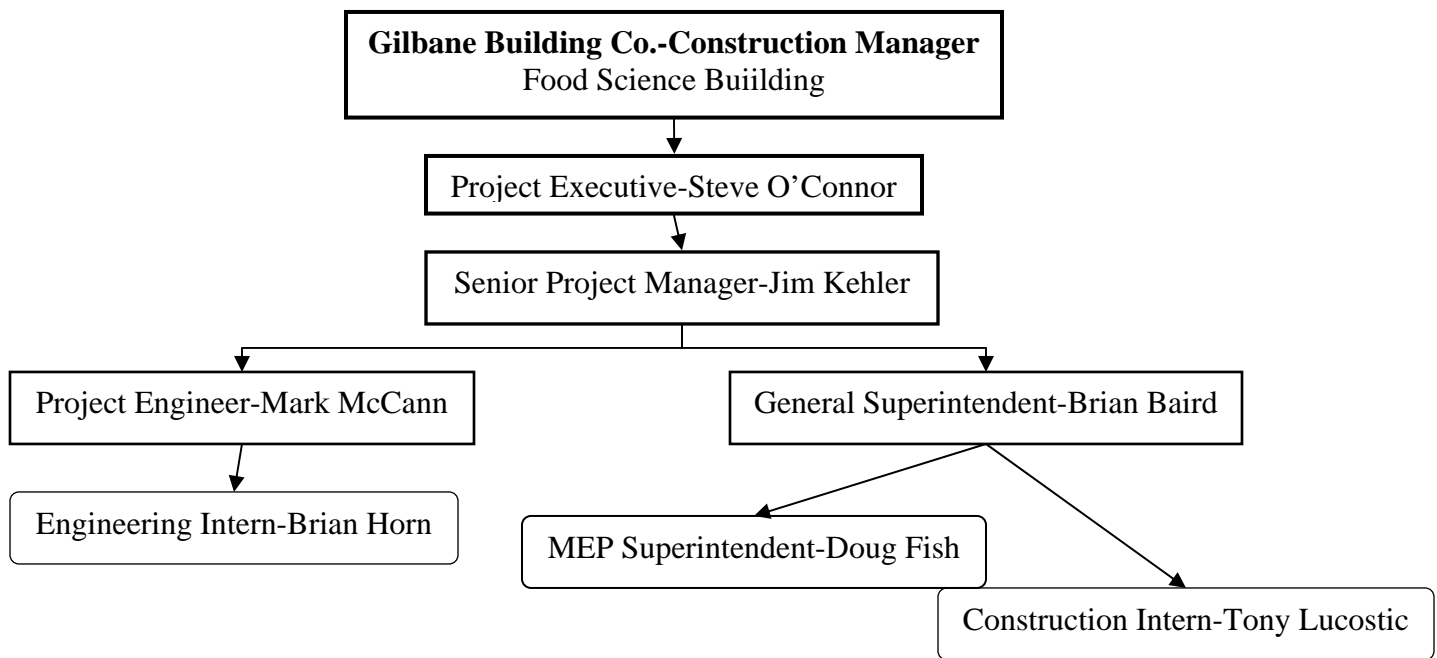 Gilbane Building Co.-Construction Manager
Food Science Buiilding
Project Executive-Steve O’Connor
Senior Project Manager-Jim Kehler
Project Engineer-Mark McCann
General Superintendent-Brian Baird
Engineering Intern-Brian Horn
MEP Superintendent-Doug Fish
Construction Intern-Tony Lucostic